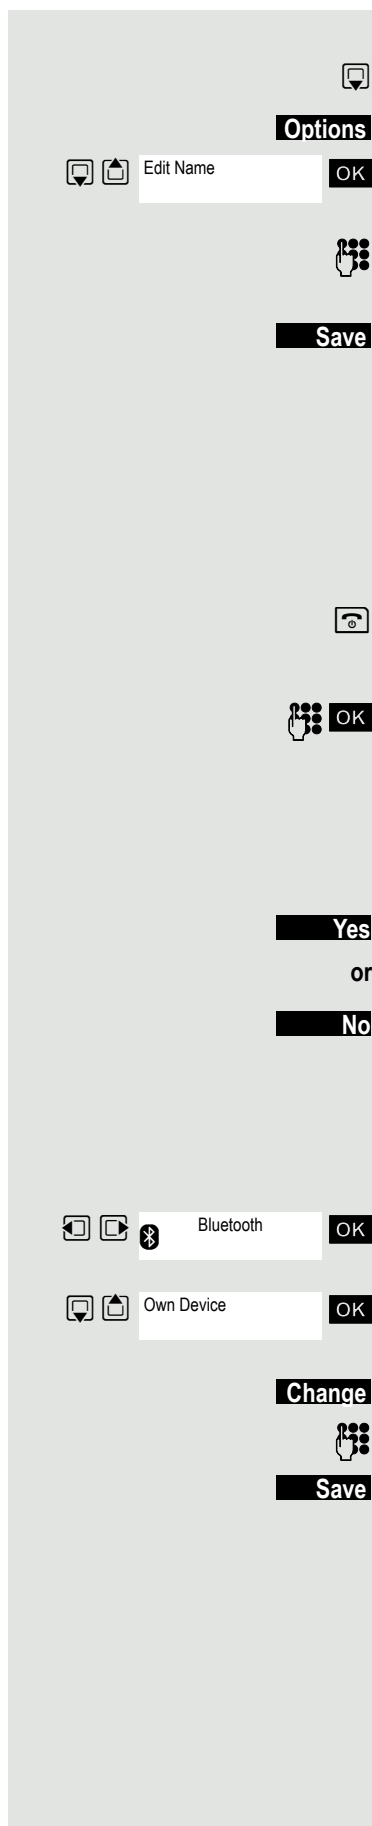 Options
Edit Name OK
Save
OK
Yes
or
No
Bluetooth OK
Own Device OK
Change
Save